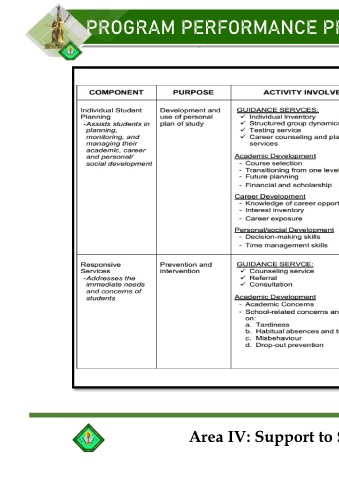 PROGRAM PERFORMANCE PR
COMPONENT
PURPOSE
ACTIVITY INVOLVE
Individual Student
Planning
-Assists students in
planning,
monitoring, and
managing their
academic, career
and personal/
social development
Development and
use of personal
plan of study
GUIDANCE SERVCES:
✓ Individual Inventory
✓ Structured group dynamics
✓ Testing service
✓ Career counseling and pla
services
Academic Development
- Course selection
- Transitioning from one level
- Future planning
- Financial and scholarship
Career Development
- Knowledge of career opport
- Interest inventory
- Career exposure
Personal/social Development
- Decision-making skills
- Time management skills
Responsive
Services
-Addresses the
immediate needs
and concerns of
students
Prevention and
intervention
GUIDANCE SERVCE:
✓ Counseling service
✓ Referral
✓ Consultation
Academic Development
- Academic Concerns
- School-related concerns an
on:
a. Tardiness
b. Habitual absences and t
c. Misbehaviour
d. Drop-out prevention
Area IV: Support to S